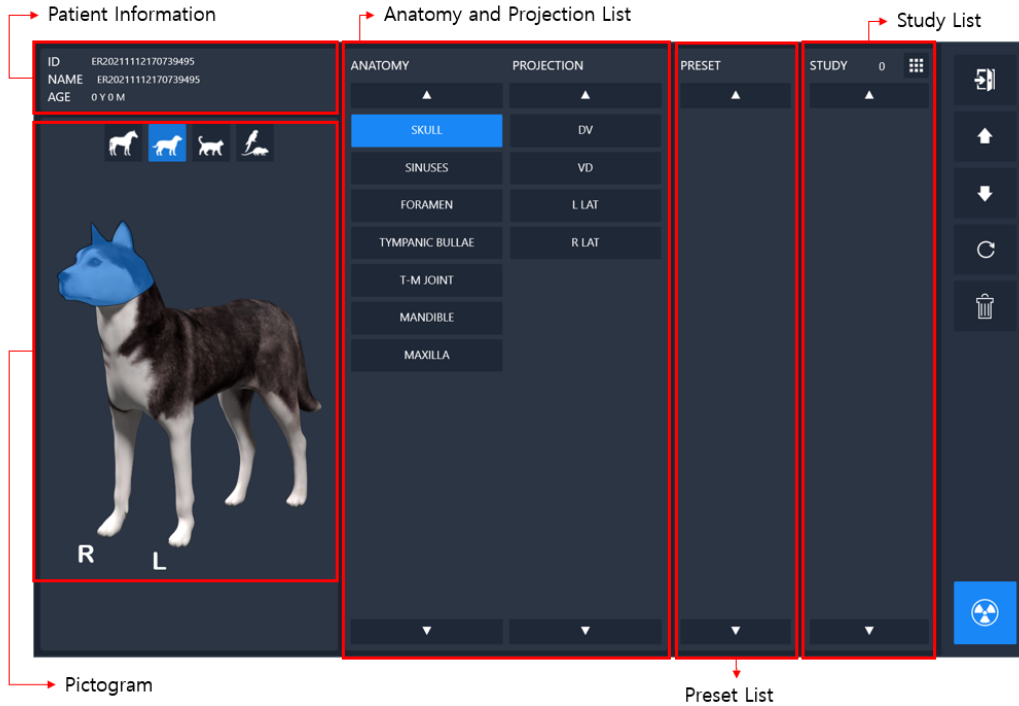 Patient Information
Anatomy and Projection List
Study List
ID ER20211112170739495
NAME ER20211112170739495
AGE 0 Y 0 M
ANATOMY
SKULL
SINUSES
FORAMEN
TYMPANIC BULLAE
T-M JOINT
MANDIBLE
MAXILLA
PROJECTION
DV
VD
L LAT
R LAT
PRESET
STUDY 0
R
L
Pictogram
Preset List